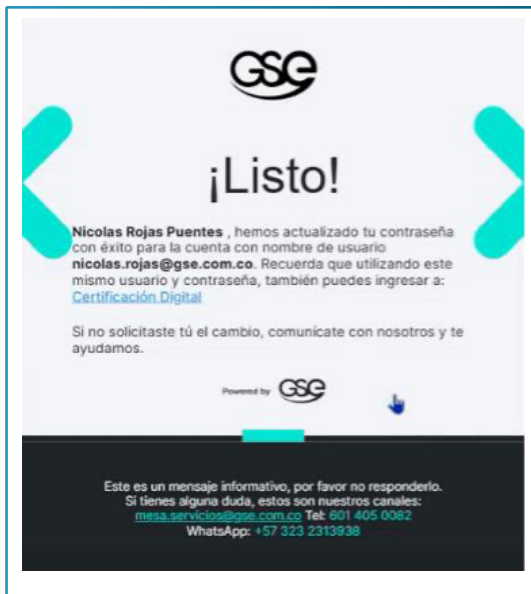 GSE
¡Listo!
Nicolas Rojas Puentes , hemos actualizado tu contraseña
con éxito para la cuenta con nombre de usuario
nicolas.rojas@gse.com.co. Recuerda que utilizando este
mismo usuario y contraseña, también puedes ingresar a:
Certificación Digital
Si no solicitaste tú el cambio, comunícate con nosotros y te
ayudamos.
Powered by GSE
Este es un mensaje informativo, por favor no responderlo.
Si tienes alguna duda, estos son nuestros canales:
mesa.servicios@gse.com.co Tel: 601 405 0082
WhatsApp: +57 323 2313938